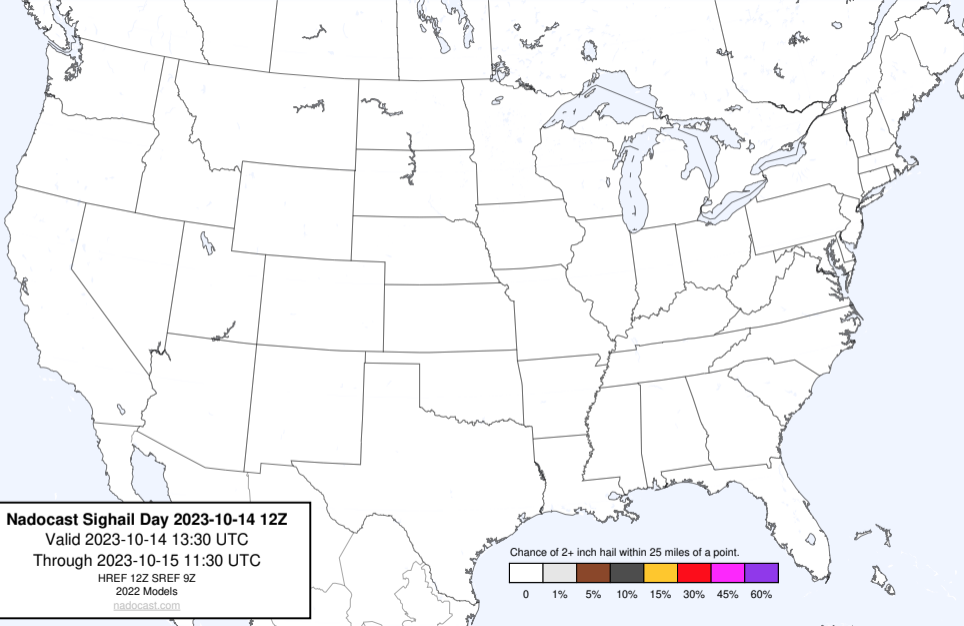 Nadocast Sighail Day 2023-10-14 12Z
Valid 2023-10-14 13:30 UTC
Through 2023-10-15 11:30 UTC
HREF 12Z SREF 9Z
2022 Models
nadocast.com
Chance of 2+ inch hail within 25 miles of a point.
0 1% 5% 10% 15% 30% 45% 60%